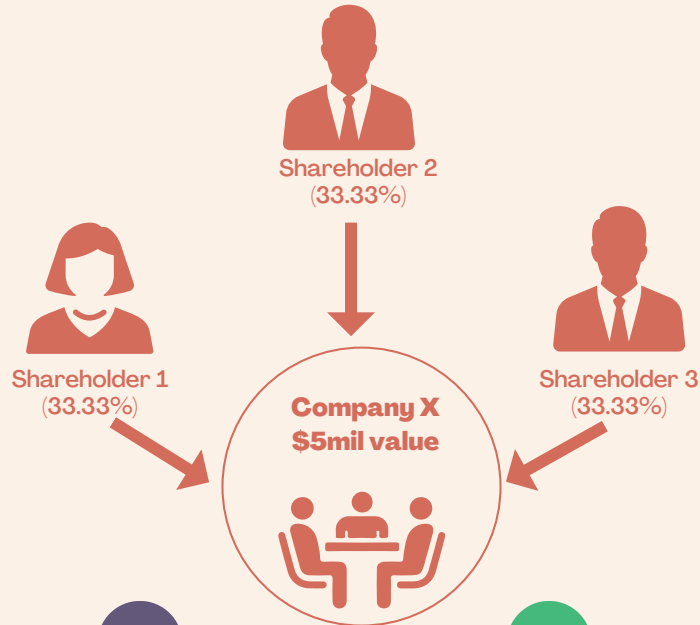 Shareholder 2
(33.33%)
Shareholder 1
(33.33%)
Shareholder 3
(33.33%)
Company X
$5mil value